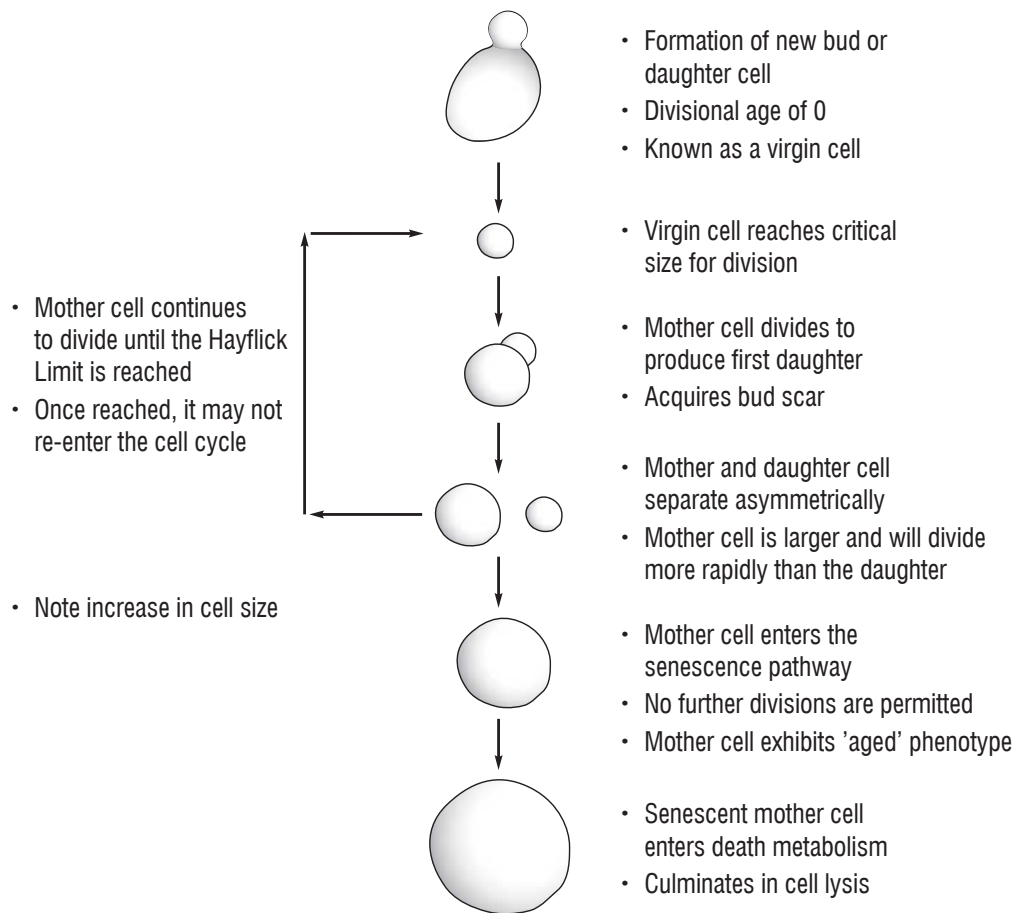 • Formation of new bud or
daughter cell
• Divisional age of 0
• Known as a virgin cell
• Virgin cell reaches critical
size for division
• Mother cell continues
to divide until the Hayflick
Limit is reached
• Once reached, it may not
re-enter the cell cycle
• Mother cell divides to
produce first daughter
• Acquires bud scar
• Mother and daughter cell
separate asymmetrically
• Mother cell is larger and will divide
more rapidly than the daughter
• Note increase in cell size
• Mother cell enters the
senescence pathway
• No further divisions are permitted
• Mother cell exhibits ’aged’ phenotype
• Senescent mother cell
enters death metabolism
• Culminates in cell lysis